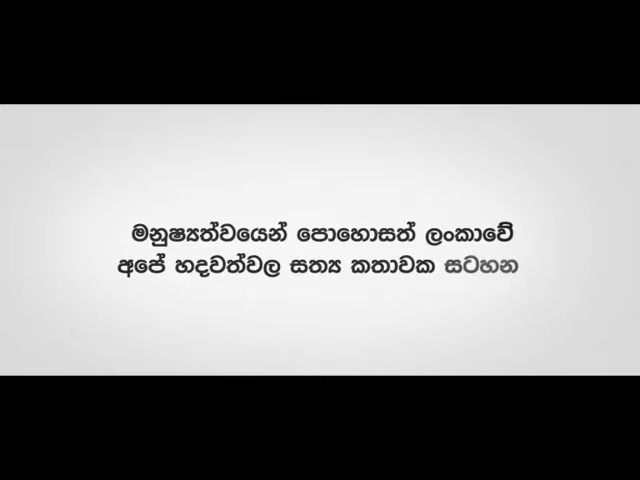 මනුෂ්‍යත්වයෙන් පොහොසත් ලංකාවේ
අපේ හදවත්වල සත්‍ය කතාවක සටහන